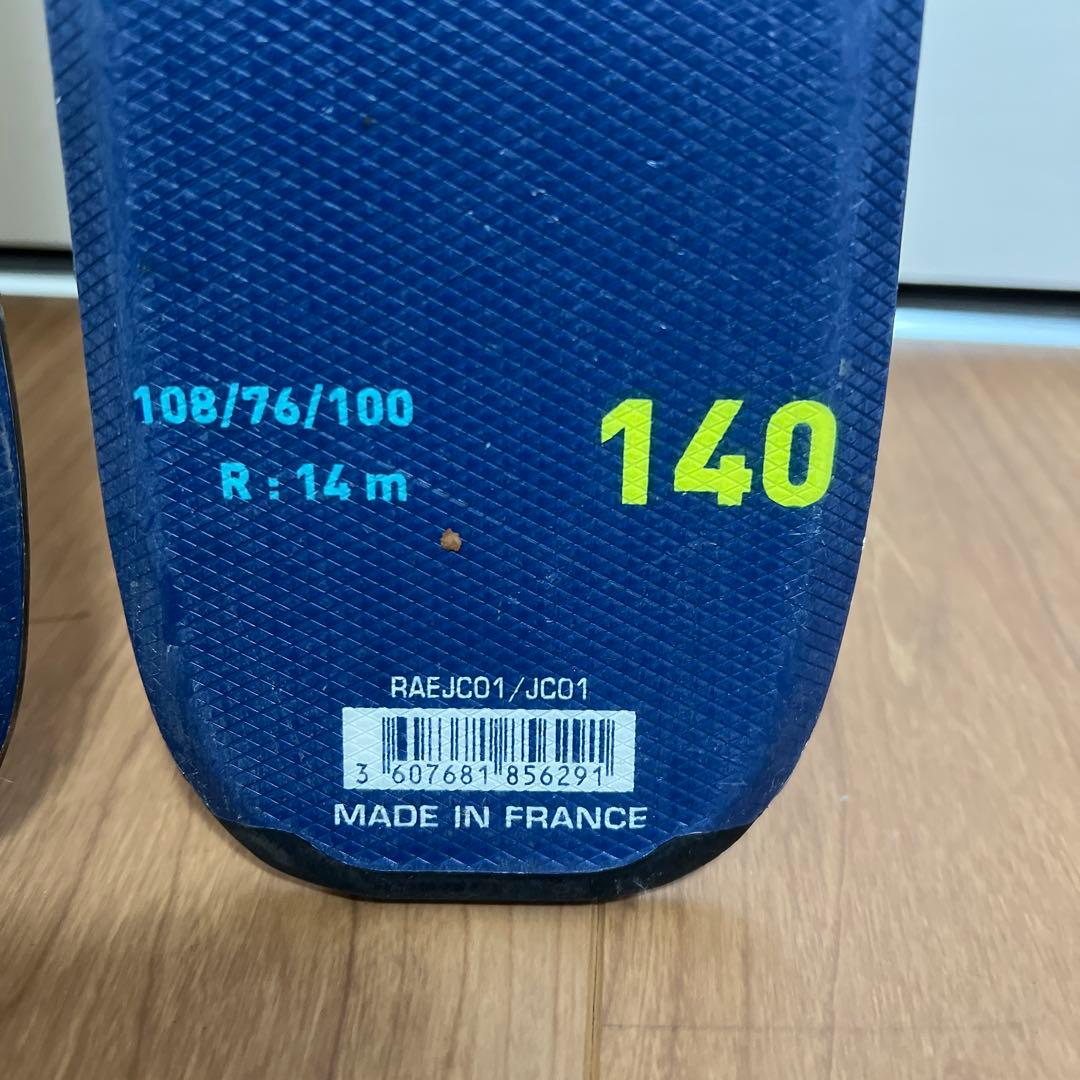 108/76/100
R : 14 m
140
RAEJC01/JC01
3 607681 856291
MADE IN FRANCE